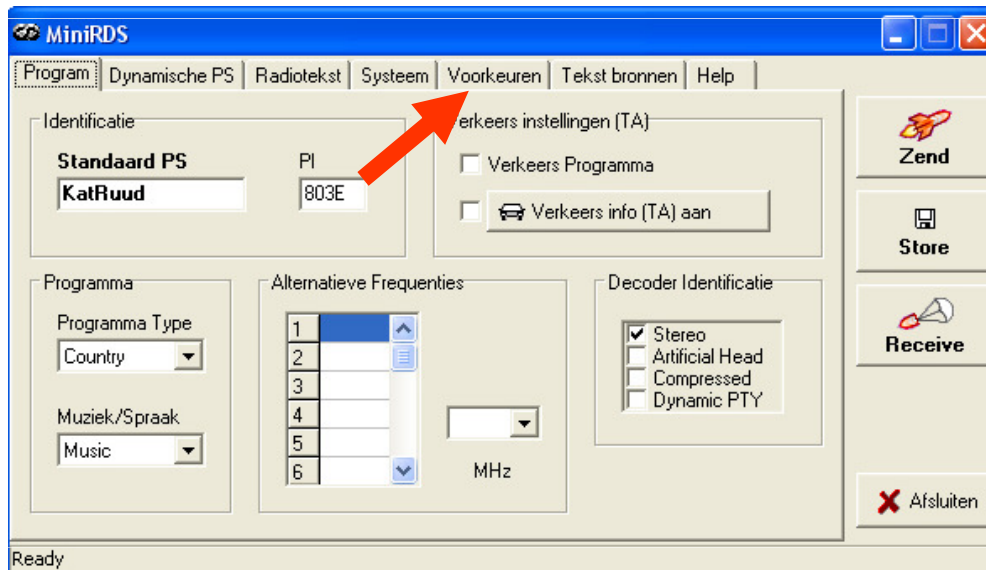 MiniRDS
Program Dynamische PS Radiotekst Systeem Voorkeuren Tekst bronnen Help
Identificatie
Standaard PS PI
KatRuud 803E
erkeers instellingen (TA)
Verkeers Programma
Verkeers info (TA) aan
Programma
Programma Type
Country
Muziek/Spraak
Music
Alternatieve Frequenties
1
2
3
4
5
6
MHz
Decoder Identificatie
Stereo
Artificial Head
Compressed
Dynamic PTY
Zend
Store
Receive
Afsluiten
Ready